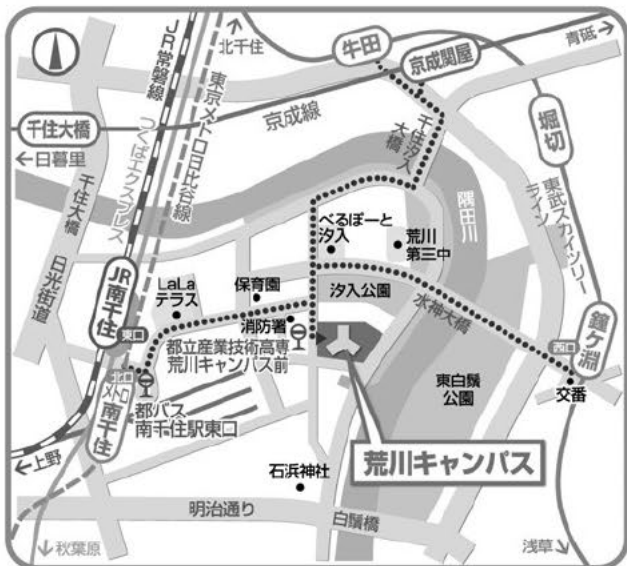 JR常磐線
北千住
牛田
京成関屋
青砥
東京メトロ日比谷線
京成線
千住汐入
大橋
堀切
千住大橋
日暮里
つくばエクスプレス
千住大橋
日光街道
隅田川
東武スカイツリー
ライン
べるぽーと
汐入
荒川
第三中
LaLa
テラス
保育園
汐入公園
水神大橋
鐘ヶ淵
JR南千住
東口
消防署
都立産業技術高専
荒川キャンパス前
西口
北口
メトロ南千住
都バス
南千住駅東口
東白鬚
公園
交番
上野
荒川キャンパス
石浜神社
明治通り
白鬚橋
秋葉原
浅草